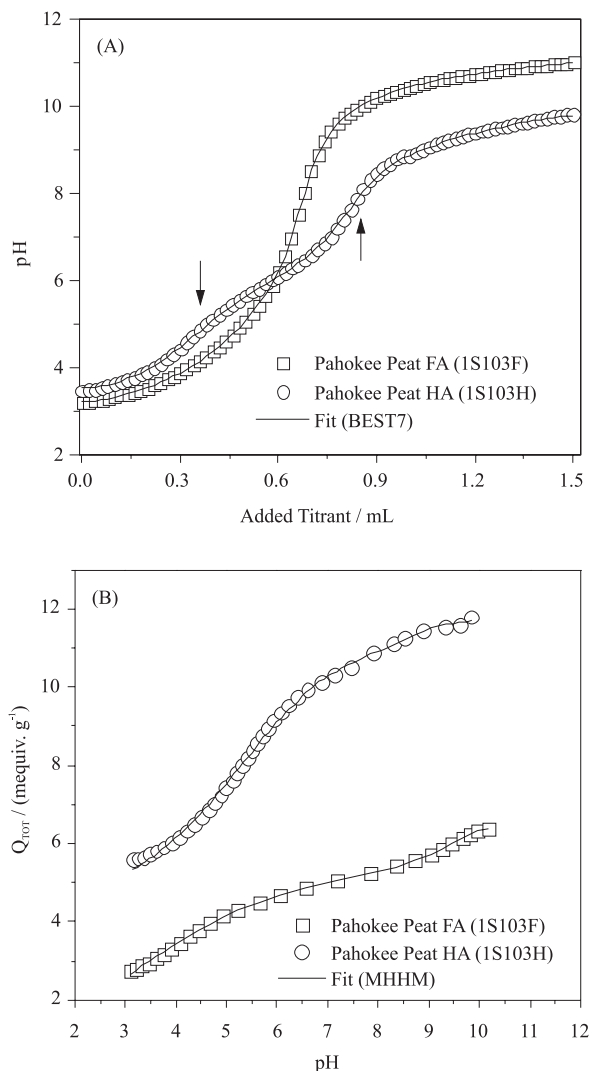 (A)
12
10
8
6
4
2
pH
Pahokee Peat FA (1S103F)
Pahokee Peat HA (1S103H)
Fit (BEST7)
0.0 0.3 0.6 0.9 1.2 1.5
Added Titrant / mL
(B)
12
10
8
6
4
2
Q_TOT / (mequiv. g⁻¹)
Pahokee Peat FA (1S103F)
Pahokee Peat HA (1S103H)
Fit (MHHM)
2 3 4 5 6 7 8 9 10 11 12
pH